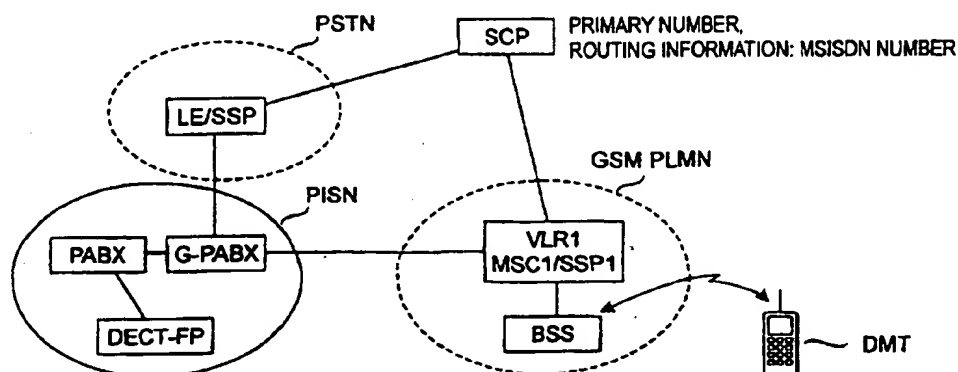 PSTN
SCP
PRIMARY NUMBER,
ROUTING INFORMATION: MSISDN NUMBER
LE/SSP
GSM PLMN
PISN
PABX
G-PABX
VLR1
MSC1/SSP1
DECT-FP
BSS
DMT